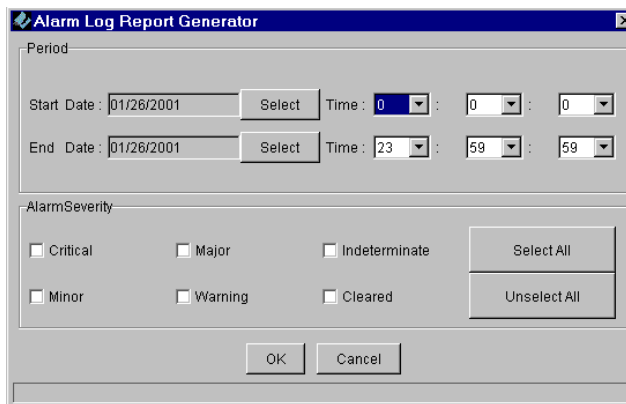 Alarm Log Report Generator
Period
Start Date : 01/26/2001 Select Time : 0 : 0 : 0
End Date : 01/26/2001 Select Time : 23 : 59 : 59
AlarmSeverity
Critical Major Indeterminate Select All
Minor Warning Cleared Unselect All
OK Cancel